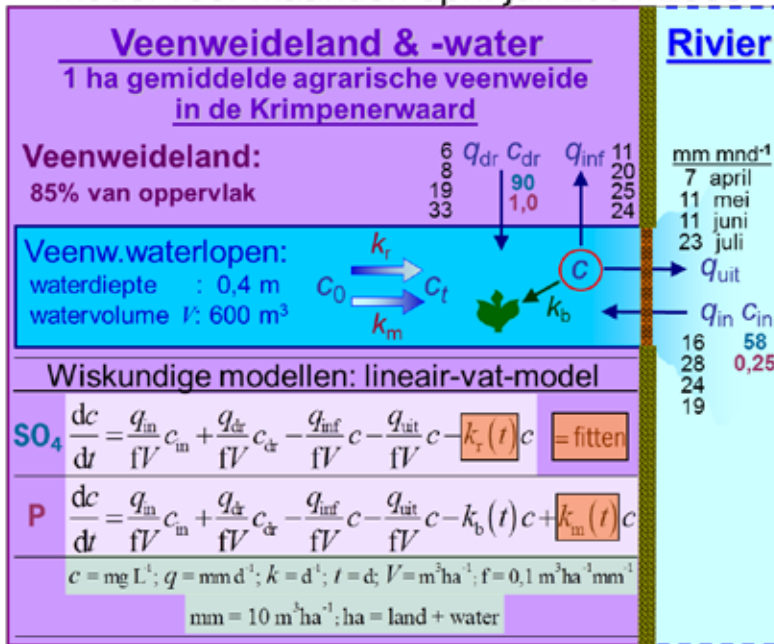 Veenweideland & -water
1 ha gemiddelde agrarische veenweide
in de Krimpenerwaard
Veenweideland:
85% van oppervlak
6
8
19
33
q_dr c_dr
90
1,0
q_inf
11
20
25
24
Veenw.waterlopen:
waterdiepte : 0,4 m
watervolume V: 600 m³
c₀
k_r
k_m
c_t
c
k_b
Rivier
mm mnd⁻¹
7 april
11 mei
11 juni
23 juli
q_uit
q_in c_in
16 58
28 0,25
24
19
Wiskundige modellen: lineair-vat-model
SO₄ dc/dt = q_in/fV c_in + q_dr/fV c_dr − q_inf/fV c − q_uit/fV c − k_r(t) c = fitten
P dc/dt = q_in/fV c_in + q_dr/fV c_dr − q_inf/fV c − q_uit/fV c − k_b(t) c + k_m(t) c
c = mg L⁻¹; q = mm d⁻¹; k = d⁻¹; t = d; V = m³ha⁻¹; f = 0,1 m³ha⁻¹mm⁻¹
mm = 10 m³ha⁻¹; ha = land + water